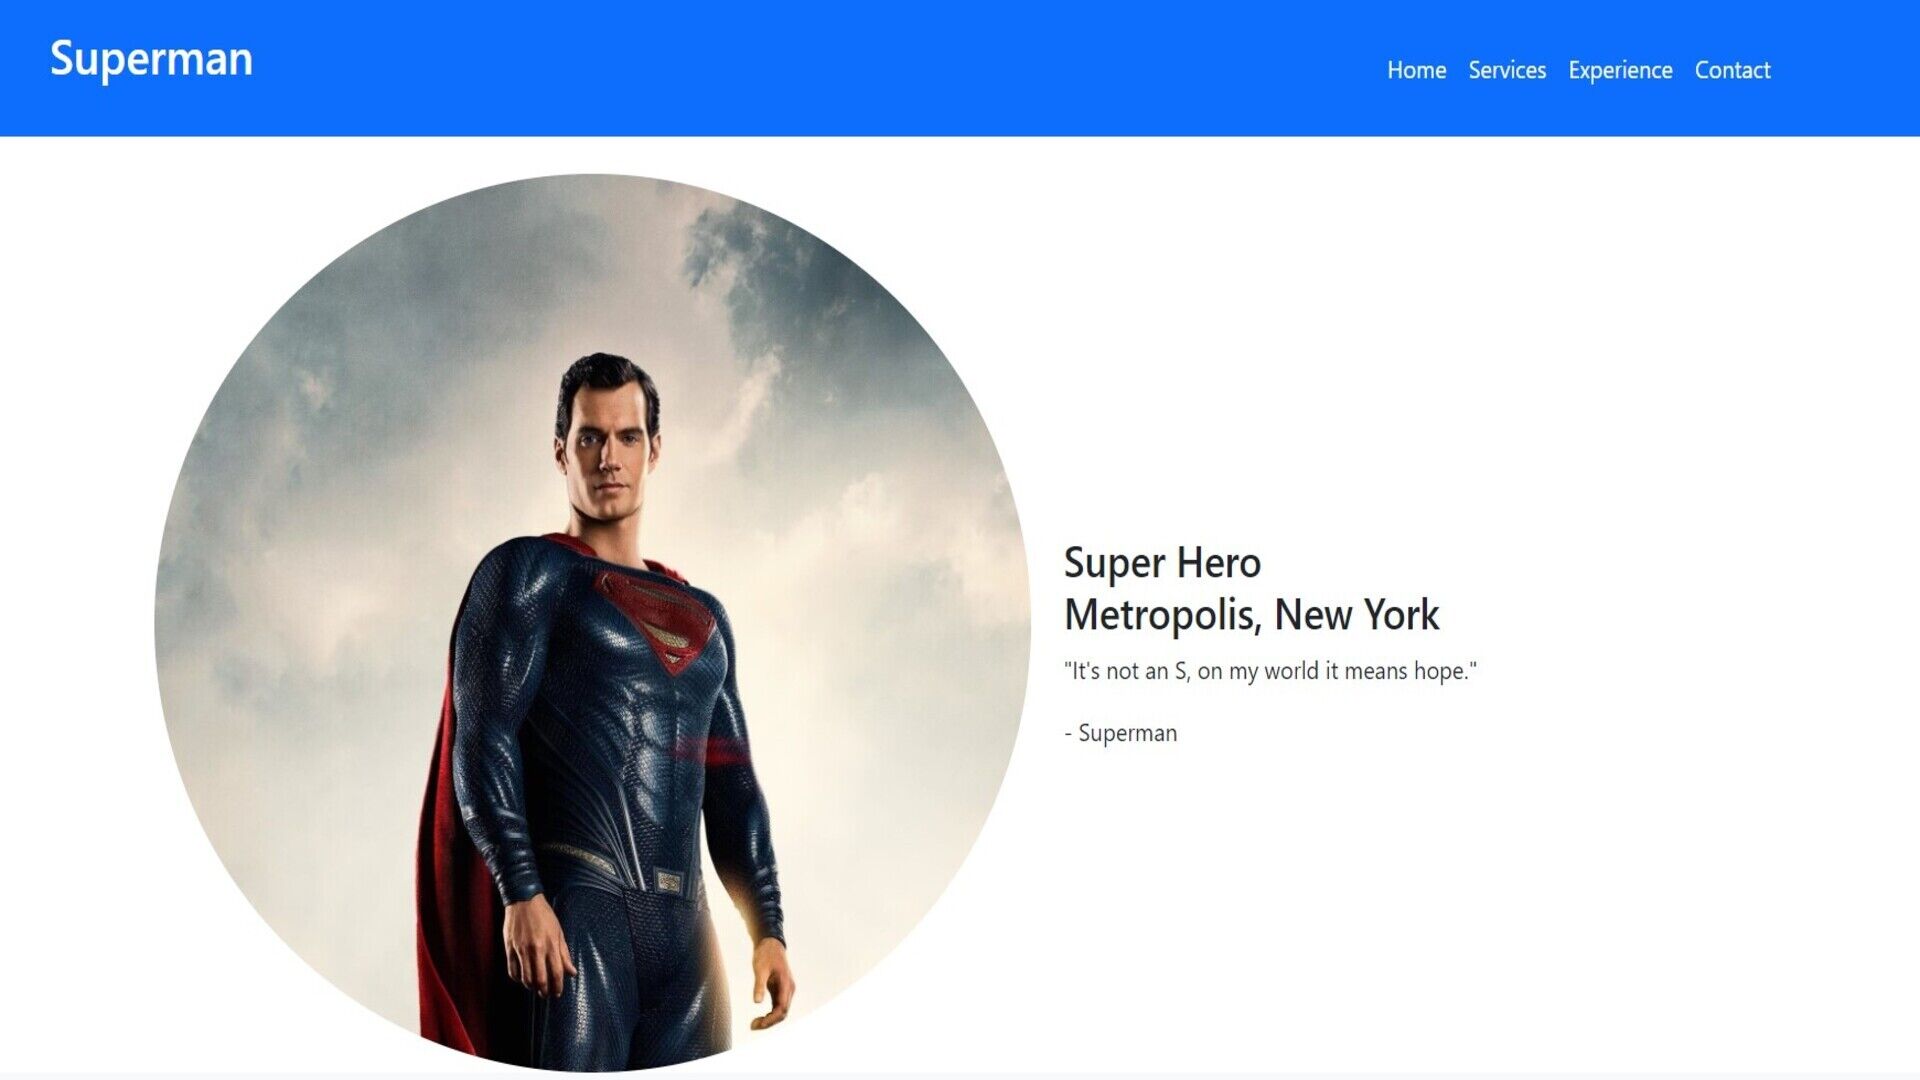 Superman
Home Services Experience Contact
Super Hero
Metropolis, New York
"It's not an S, on my world it means hope."
- Superman